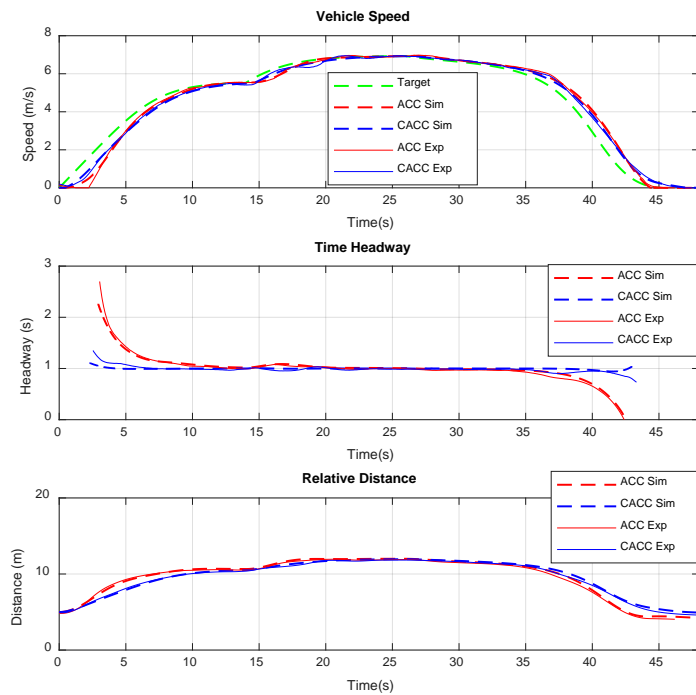 Vehicle Speed
8
6
4
2
0
Speed (m/s)
Target
ACC Sim
CACC Sim
ACC Exp
CACC Exp
0 5 10 15 20 25 30 35 40 45
Time(s)
Time Headway
3
2
1
0
Headway (s)
ACC Sim
CACC Sim
ACC Exp
CACC Exp
0 5 10 15 20 25 30 35 40 45
Time(s)
Relative Distance
20
10
0
Distance (m)
ACC Sim
CACC Sim
ACC Exp
CACC Exp
0 5 10 15 20 25 30 35 40 45
Time(s)